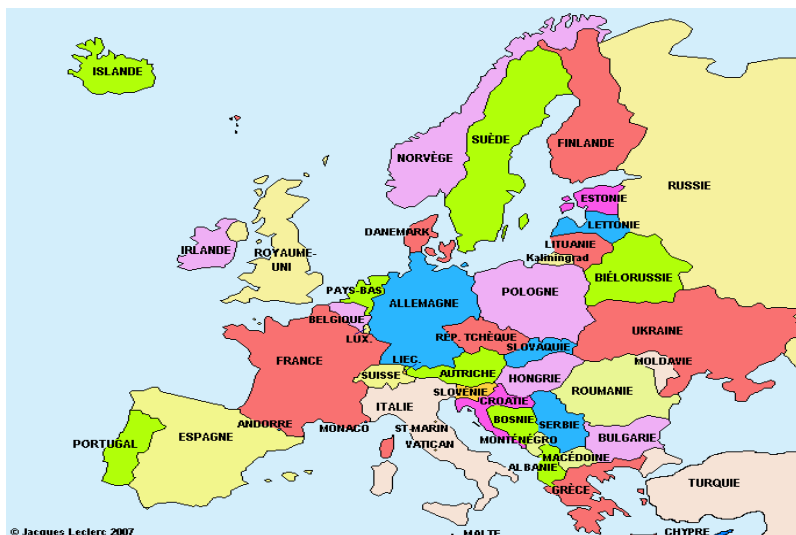 ISLANDE
NORVÈGE
SUÈDE
FINLANDE
RUSSIE
ESTONIE
LETTONIE
LITUANIE
Kaliningrad
BIÉLORUSSIE
DANEMARK
IRLANDE
ROYAUME-
UNI
PAYS-BAS
ALLEMAGNE
POLOGNE
BELGIQUE
LUX.
RÉP. TCHÈQUE
SLOVAQUIE
UKRAINE
MOLDAVIE
FRANCE
LIEC.
SUISSE
AUTRICHE
HONGRIE
ROUMANIE
SLOVÉNIE
CROATIE
ITALIE
BOSNIE
SERBIE
ANDORRE
MONACO
ST-MARIN
VATICAN
MONTÉNÉGRO
BULGARIE
MACÉDOINE
ALBANIE
PORTUGAL
ESPAGNE
GRÈCE
TURQUIE
MALTE
CHYPRE
© Jacques Leclerc 2007